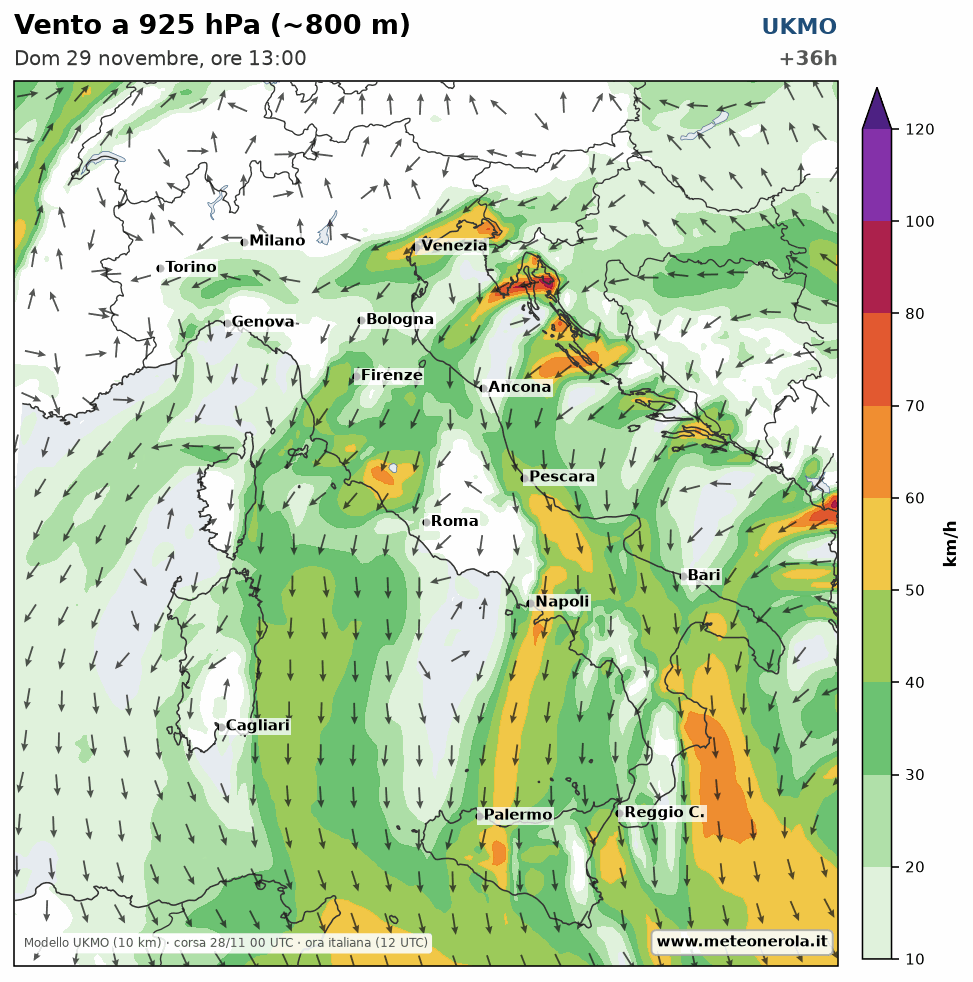 Vento a 925 hPa (~800 m)
UKMO
Dom 29 novembre, ore 13:00
+36h
Milano
Venezia
Torino
Genova
Bologna
Firenze
Ancona
Pescara
Roma
Bari
Napoli
Cagliari
Palermo
Reggio C.
120
100
80
70
60
50
40
30
20
10
km/h
Modello UKMO (10 km) · corsa 28/11 00 UTC · ora italiana (12 UTC)
www.meteonerola.it